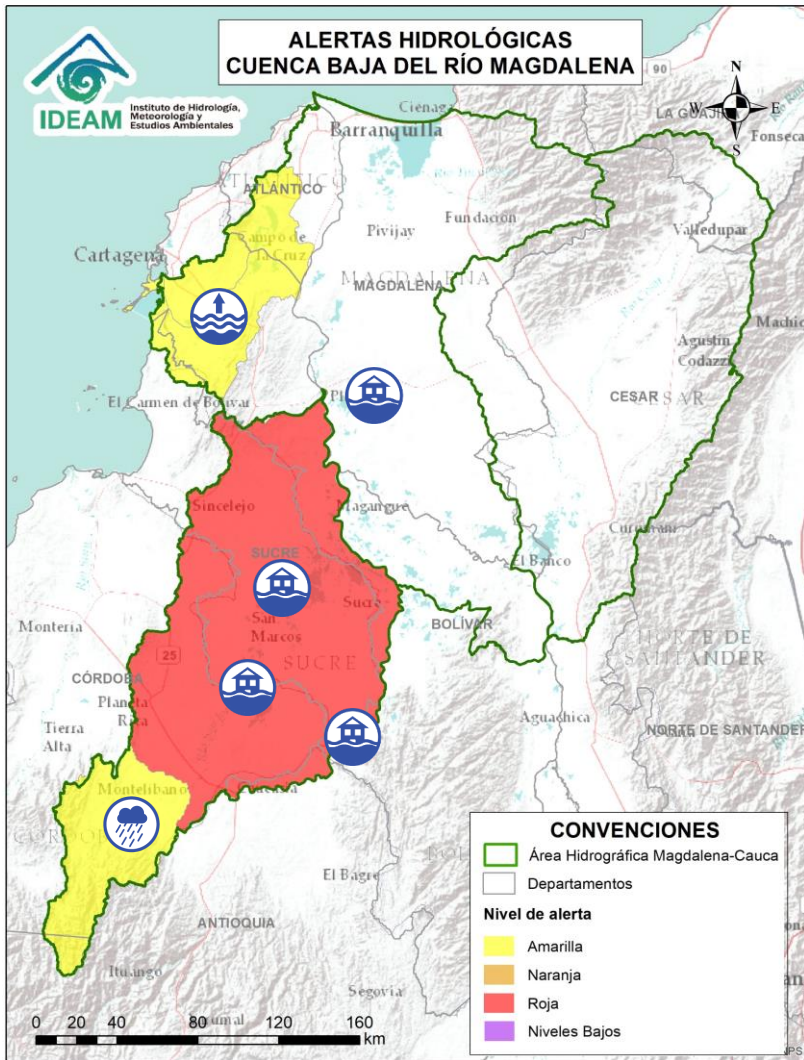 ALERTAS HIDROLÓGICAS
CUENCA BAJA DEL RÍO MAGDALENA
IDEAM
Instituto de Hidrología,
Meteorología y
Estudios Ambientales
N
W E
S
90
Ciénaga
LA GUAJIRA
Barranquilla
Fonseca
ATLÁNTICO
Campo de
la Cruz
Pivijay
Fundación
Valledupar
Cartagena
MAGDALENA
MAGDALENA
Agustín
Codazzi
El Carmen de Bolívar
CESAR
CESAR
Sincelejo
Magangué
Curumaní
SUCRE
El Banco
Sucre
San
Marcos
BOLÍVAR
Montería
25
SUCRE
NORTE DE
SANTANDER
CÓRDOBA
Planeta
Rica
Tierra
Alta
Aguachica
NORTE DE SANTANDER
Montelíbano
El Bagre
ANTIOQUIA
Ituango
Segovia
0 20 40 80 120 160
km
CONVENCIONES
Área Hidrográfica Magdalena-Cauca
Departamentos
Nivel de alerta
Amarilla
Naranja
Roja
Niveles Bajos